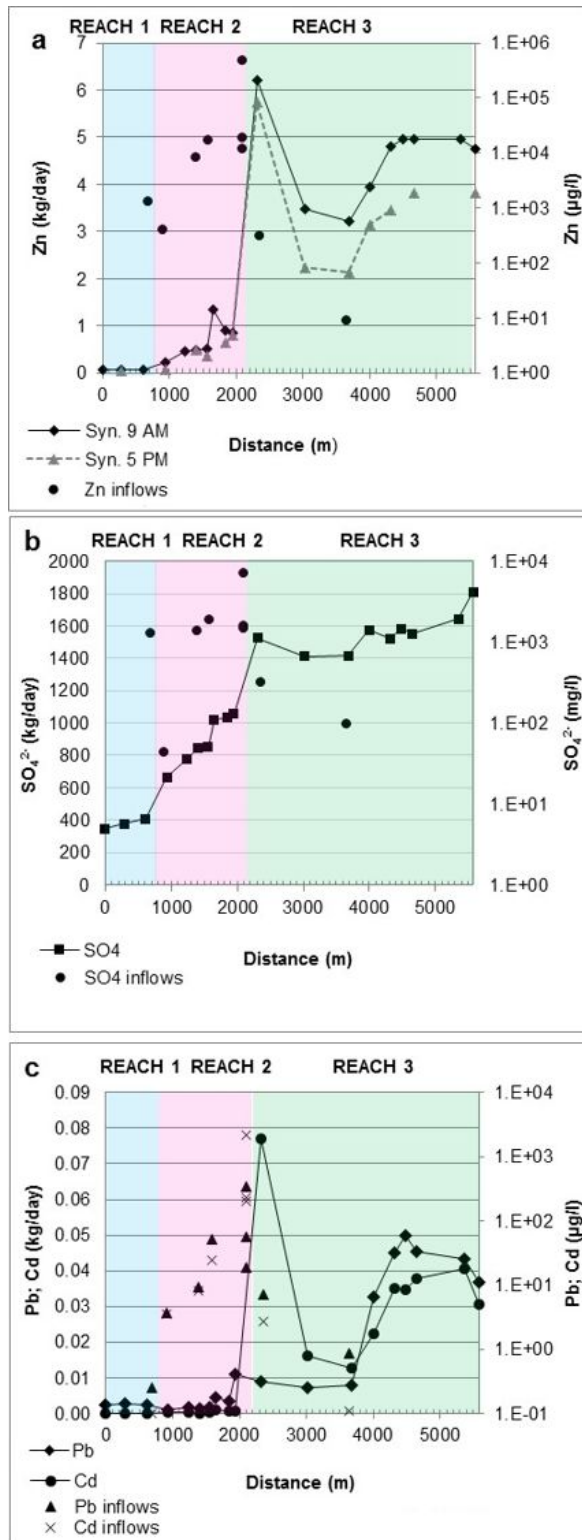 a
REACH 1 REACH 2 REACH 3
7
6
5
4
3
2
1
0
Zn (kg/day)
1.E+06
1.E+05
1.E+04
1.E+03
1.E+02
1.E+01
1.E+00
Zn (µg/l)
0 1000 2000 3000 4000 5000
Distance (m)
Syn. 9 AM
Syn. 5 PM
Zn inflows
b
REACH 1 REACH 2 REACH 3
2000
1800
1600
1400
1200
1000
800
600
400
200
0
SO₄²⁻ (kg/day)
1.E+04
1.E+03
1.E+02
1.E+01
1.E+00
SO₄²⁻ (mg/l)
0 1000 2000 3000 4000 5000
Distance (m)
SO4
SO4 inflows
c
REACH 1 REACH 2 REACH 3
0.09
0.08
0.07
0.06
0.05
0.04
0.03
0.02
0.01
0.00
Pb; Cd (kg/day)
1.E+04
1.E+03
1.E+02
1.E+01
1.E+00
1.E-01
Pb; Cd (µg/l)
0 1000 2000 3000 4000 5000
Distance (m)
Pb
Cd
Pb inflows
Cd inflows